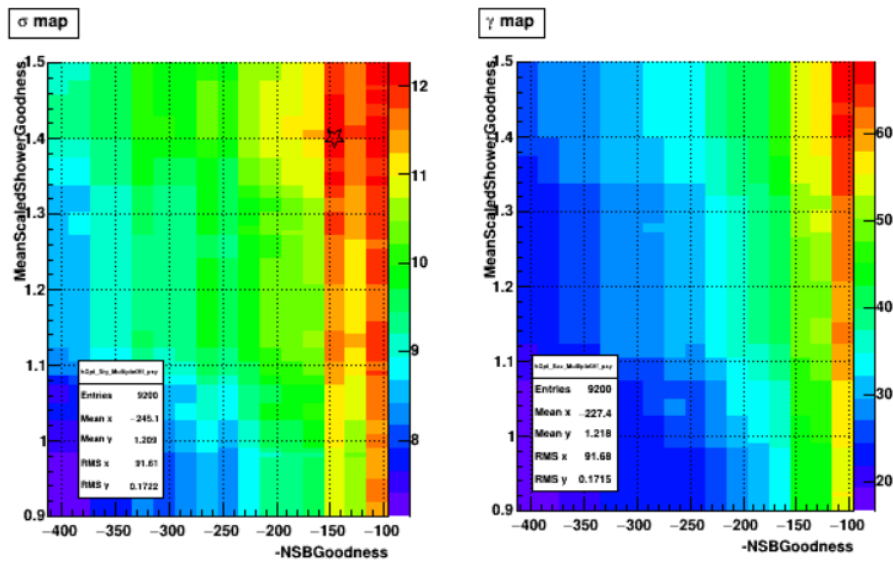 σ map
γ map
MeanScaledShowerGoodness
1.5
1.4
1.3
1.2
1.1
1
0.9
−400
−350
−300
−250
−200
−150
−100
-NSBGoodness
12
11
10
9
8
Entries 9200
Mean x −245.1
Mean y 1.209
RMS x 91.61
RMS y 0.1722
MeanScaledShowerGoodness
1.5
1.4
1.3
1.2
1.1
1
0.9
−400
−350
−300
−250
−200
−150
−100
-NSBGoodness
60
50
40
30
20
Entries 9200
Mean x −227.4
Mean y 1.218
RMS x 91.68
RMS y 0.1715